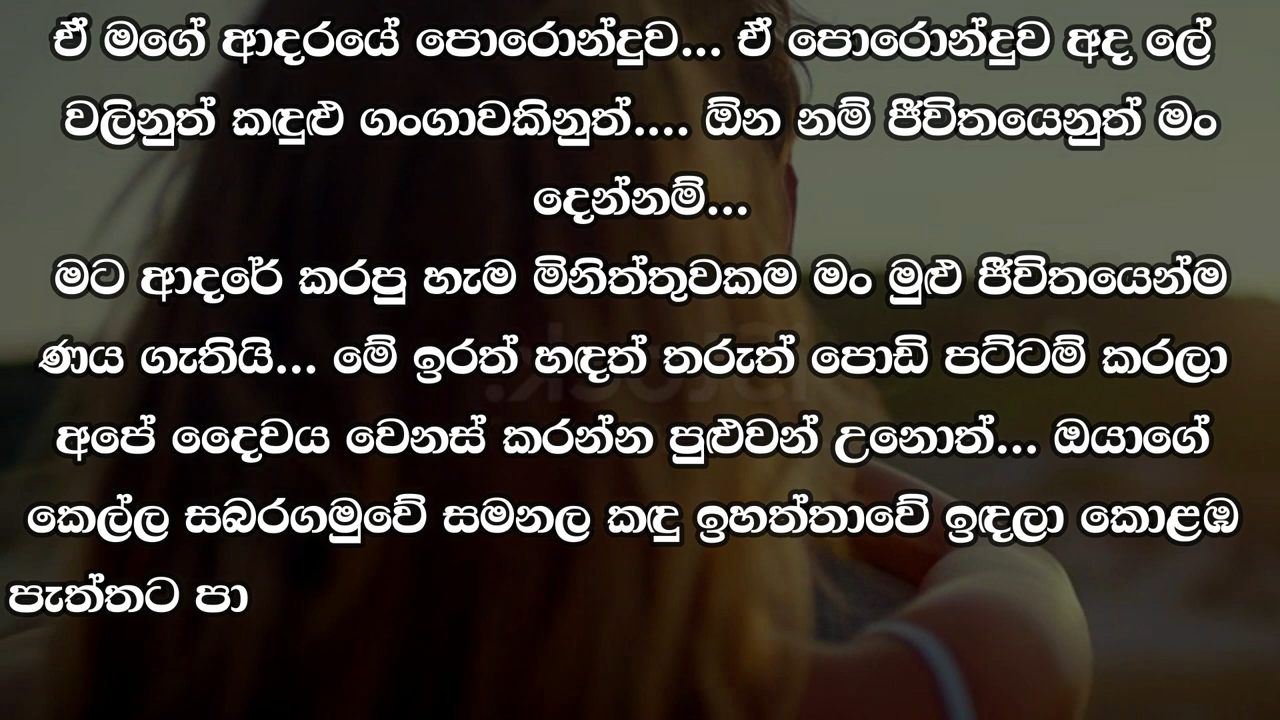 ඒ මගේ ආදරයේ පොරොන්දුව... ඒ පොරොන්දුව අද ලේ
වලිනුත් කඳුළු ගංගාවකිනුත්.... ඕන නම් ජීවිතයෙනුත් මං
දෙන්නම්...
මට ආදරේ කරපු හැම මිනිත්තුවකම මං මුළු ජීවිතයෙන්ම
ණය ගැතියි... මේ ඉරත් හඳත් තරුත් පොඩි පට්ටම් කරලා
අපේ දෛවය වෙනස් කරන්න පුළුවන් උනොත්... ඔයාගේ
කෙල්ල සබරගමුවේ සමනල කඳු ඉහත්තාවේ ඉඳලා කොළඹ
පැත්තට පා